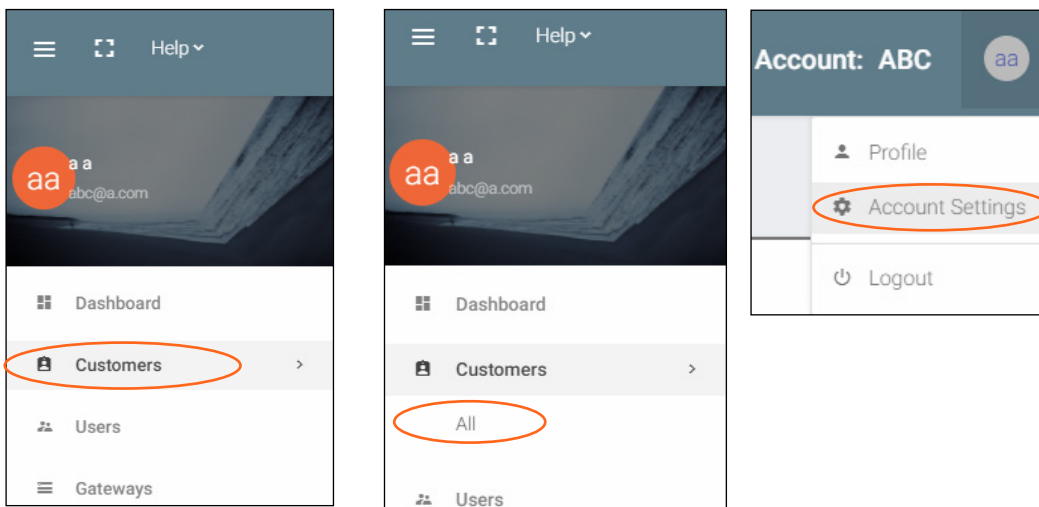 Help
aa
a a
abc@a.com
Dashboard
Customers
Users
Gateways
Help
aa
a a
abc@a.com
Dashboard
Customers
All
Users
Account: ABC
aa
Profile
Account Settings
Logout